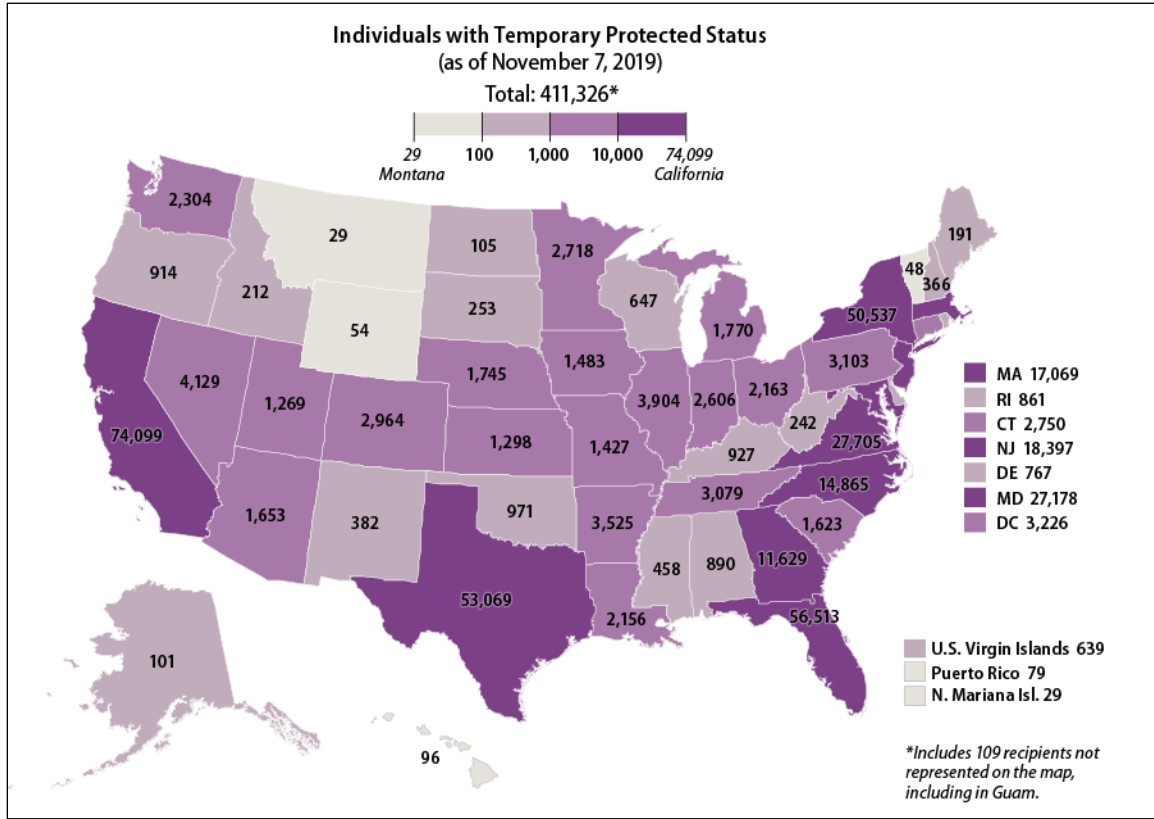 Individuals with Temporary Protected Status
(as of November 7, 2019)
Total: 411,326*
29 100 1,000 10,000 74,099
Montana California
2,304
29
105
2,718
191
914
212
253
647
48
366
54
1,770
50,537
1,745
1,483
3,103
4,129
1,269
2,964
3,904
2,606
2,163
242
27,705
74,099
1,298
1,427
927
14,865
1,653
382
971
3,525
3,079
1,623
458
890
11,629
53,069
2,156
56,513
101
96
MA 17,069
RI 861
CT 2,750
NJ 18,397
DE 767
MD 27,178
DC 3,226
U.S. Virgin Islands 639
Puerto Rico 79
N. Mariana Isl. 29
*Includes 109 recipients not
represented on the map,
including in Guam.